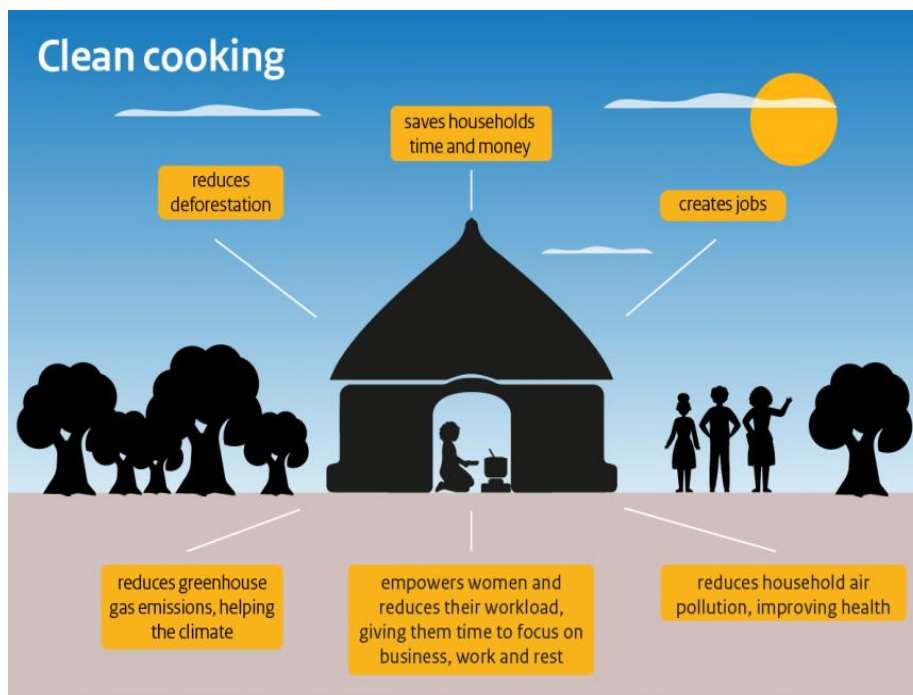 Clean cooking
saves households
time and money
reduces
deforestation
creates jobs
reduces greenhouse
gas emissions, helping
the climate
empowers women and
reduces their workload,
giving them time to focus on
business, work and rest
reduces household air
pollution, improving health